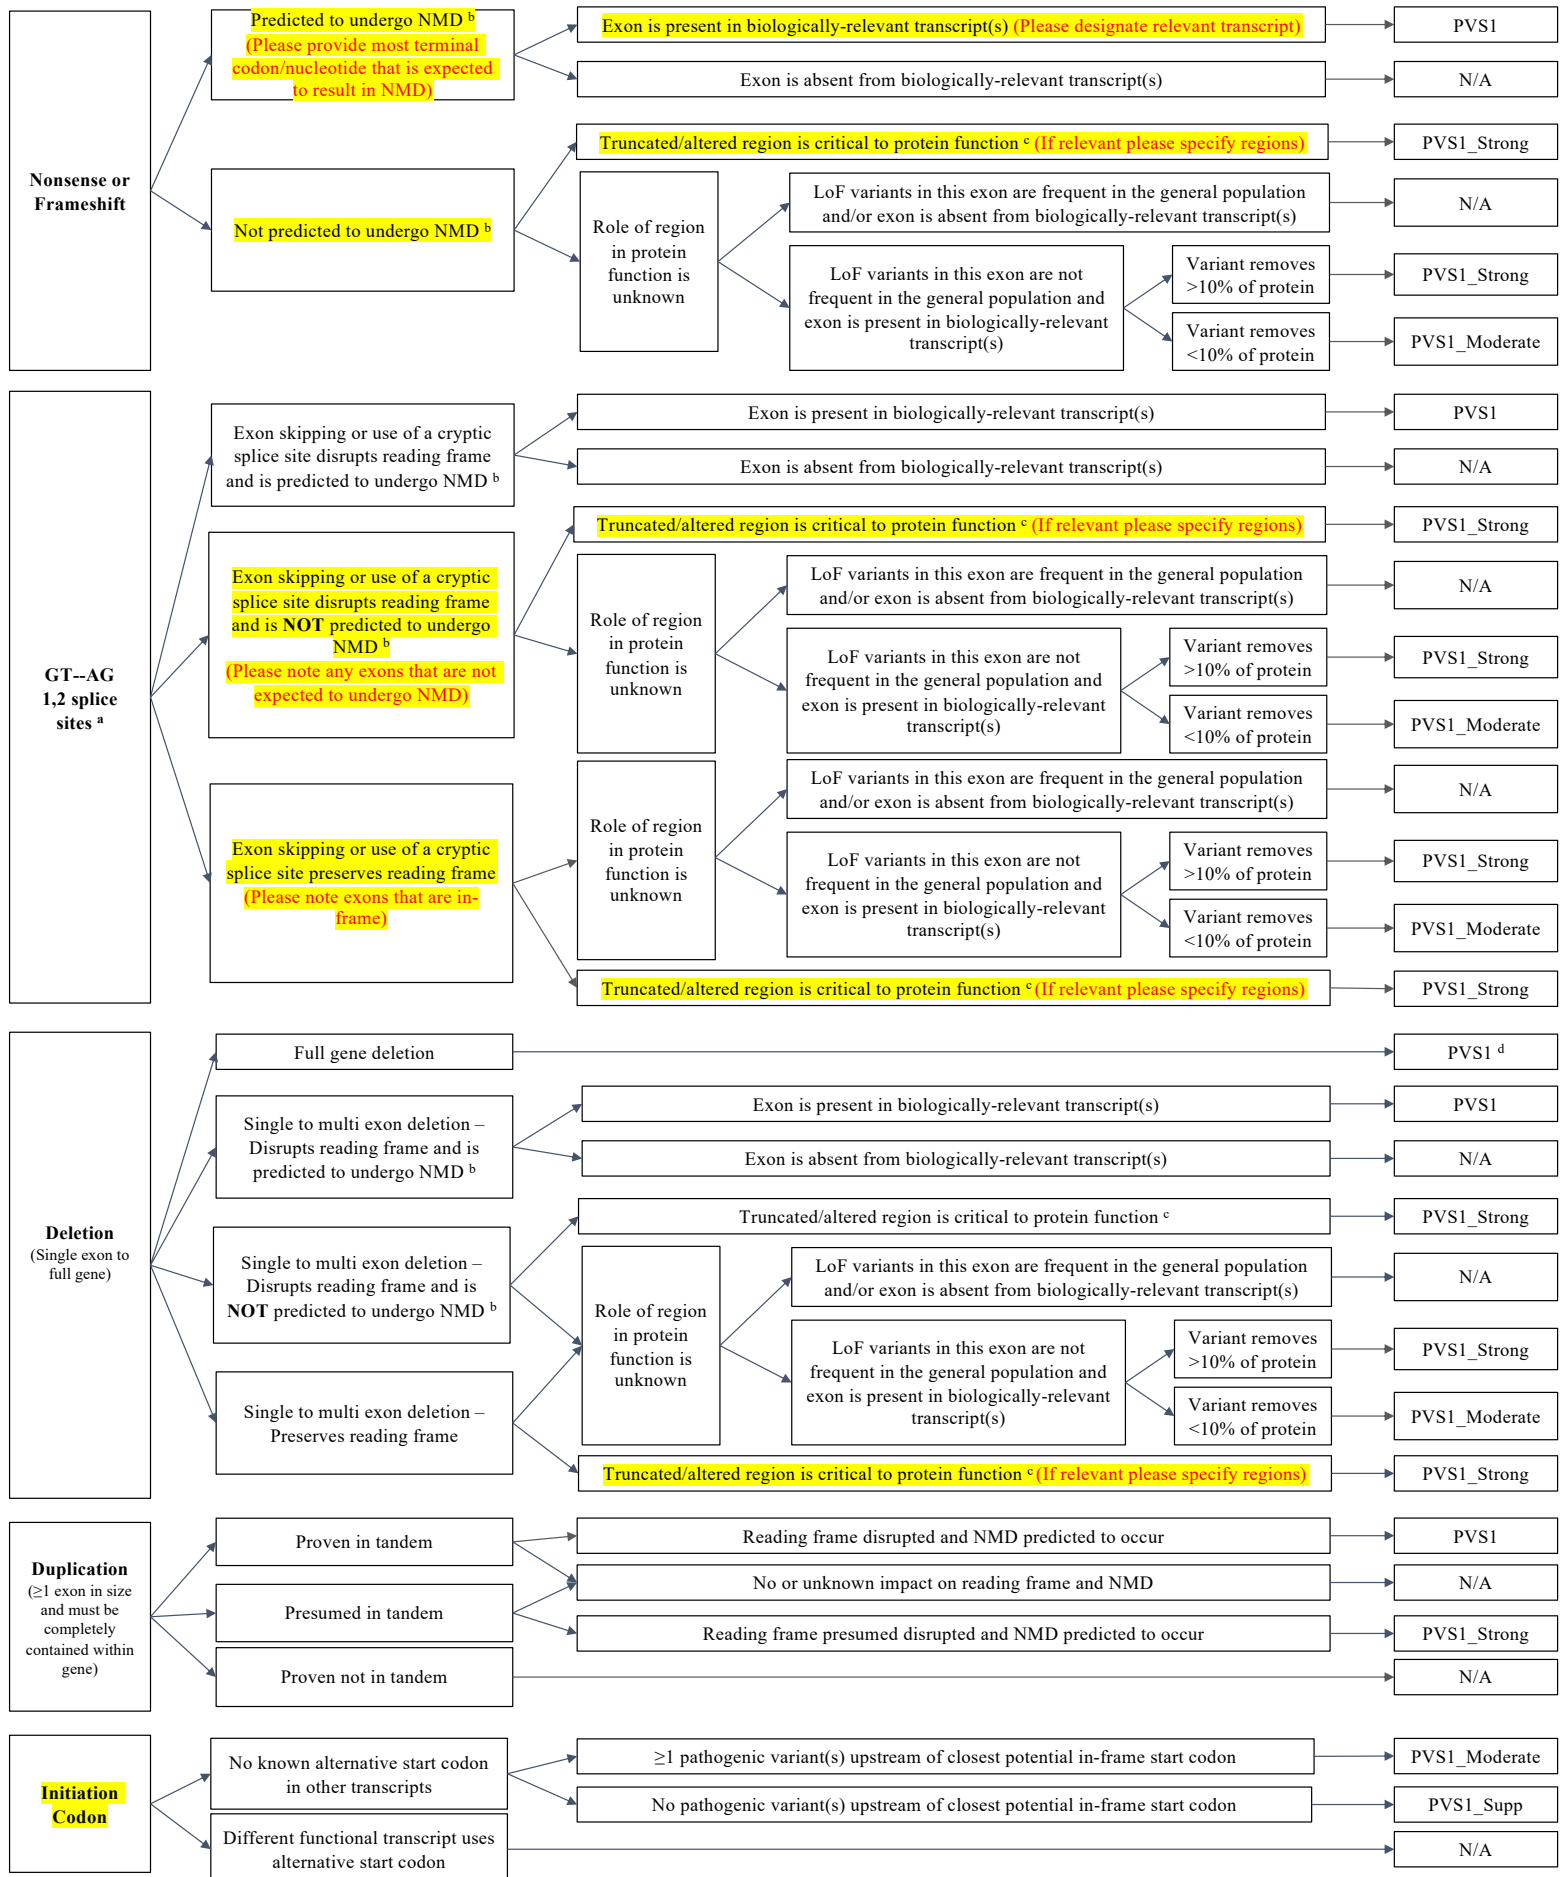 Nonsense or
Frameshift
Predicted to undergo NMD ᵇ
(Please provide most terminal
codon/nucleotide that is expected
to result in NMD)
Exon is present in biologically-relevant transcript(s) (Please designate relevant transcript)
PVS1
Exon is absent from biologically-relevant transcript(s)
N/A
Not predicted to undergo NMD ᵇ
Truncated/altered region is critical to protein function ᶜ (If relevant please specify regions)
PVS1_Strong
Role of region
in protein
function is
unknown
LoF variants in this exon are frequent in the general population
and/or exon is absent from biologically-relevant transcript(s)
N/A
LoF variants in this exon are not
frequent in the general population and
exon is present in biologically-relevant
transcript(s)
Variant removes
>10% of protein
PVS1_Strong
Variant removes
<10% of protein
PVS1_Moderate
GT--AG
1,2 splice
sites ᵃ
Exon skipping or use of a cryptic
splice site disrupts reading frame
and is predicted to undergo NMD ᵇ
Exon is present in biologically-relevant transcript(s)
PVS1
Exon is absent from biologically-relevant transcript(s)
N/A
Exon skipping or use of a cryptic
splice site disrupts reading frame
and is NOT predicted to undergo
NMD ᵇ
(Please note any exons that are not
expected to undergo NMD)
Truncated/altered region is critical to protein function ᶜ (If relevant please specify regions)
PVS1_Strong
Role of region
in protein
function is
unknown
LoF variants in this exon are frequent in the general population
and/or exon is absent from biologically-relevant transcript(s)
N/A
LoF variants in this exon are not
frequent in the general population and
exon is present in biologically-relevant
transcript(s)
Variant removes
>10% of protein
PVS1_Strong
Variant removes
<10% of protein
PVS1_Moderate
Exon skipping or use of a cryptic
splice site preserves reading frame
(Please note exons that are in-
frame)
Role of region
in protein
function is
unknown
LoF variants in this exon are frequent in the general population
and/or exon is absent from biologically-relevant transcript(s)
N/A
LoF variants in this exon are not
frequent in the general population and
exon is present in biologically-relevant
transcript(s)
Variant removes
>10% of protein
PVS1_Strong
Variant removes
<10% of protein
PVS1_Moderate
Truncated/altered region is critical to protein function ᶜ (If relevant please specify regions)
PVS1_Strong
Deletion
(Single exon to
full gene)
Full gene deletion
PVS1 ᵈ
Single to multi exon deletion –
Disrupts reading frame and is
predicted to undergo NMD ᵇ
Exon is present in biologically-relevant transcript(s)
PVS1
Exon is absent from biologically-relevant transcript(s)
N/A
Single to multi exon deletion –
Disrupts reading frame and is
NOT predicted to undergo NMD ᵇ
Truncated/altered region is critical to protein function ᶜ
PVS1_Strong
Role of region
in protein
function is
unknown
LoF variants in this exon are frequent in the general population
and/or exon is absent from biologically-relevant transcript(s)
N/A
LoF variants in this exon are not
frequent in the general population and
exon is present in biologically-relevant
transcript(s)
Variant removes
>10% of protein
PVS1_Strong
Variant removes
<10% of protein
PVS1_Moderate
Single to multi exon deletion –
Preserves reading frame
Truncated/altered region is critical to protein function ᶜ (If relevant please specify regions)
PVS1_Strong
Duplication
(≥1 exon in size
and must be
completely
contained within
gene)
Proven in tandem
Reading frame disrupted and NMD predicted to occur
PVS1
No or unknown impact on reading frame and NMD
N/A
Presumed in tandem
Reading frame presumed disrupted and NMD predicted to occur
PVS1_Strong
Proven not in tandem
N/A
Initiation
Codon
No known alternative start codon
in other transcripts
≥1 pathogenic variant(s) upstream of closest potential in-frame start codon
PVS1_Moderate
No pathogenic variant(s) upstream of closest potential in-frame start codon
PVS1_Supp
Different functional transcript uses
alternative start codon
N/A